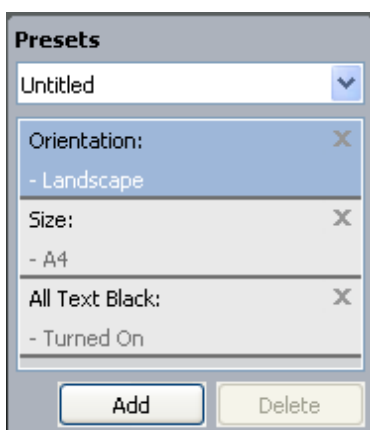 Presets
Untitled
Orientation: X
- Landscape
Size: X
- A4
All Text Black: X
- Turned On
Add Delete